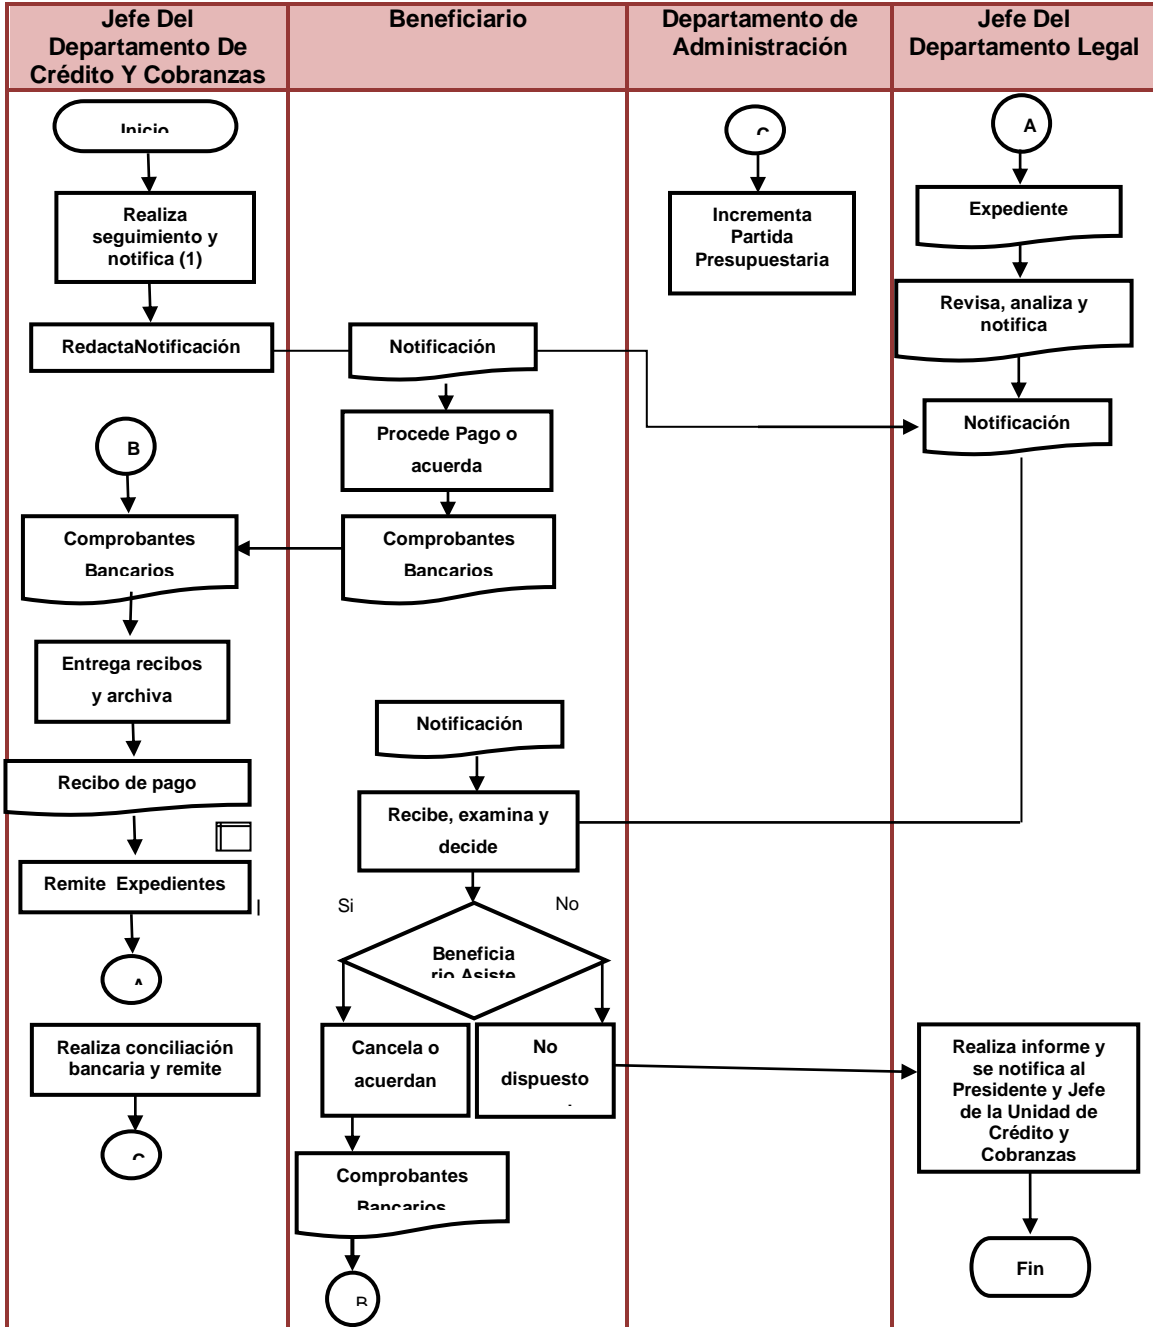 Jefe Del
Departamento De
Crédito Y Cobranzas
Beneficiario
Departamento de
Administración
Jefe Del
Departamento Legal
Inicio
Realiza
seguimiento y
notifica (1)
RedactaNotificación
B
Comprobantes
Bancarios
Entrega recibos
y archiva
Recibo de pago
Remite Expedientes
A
Realiza conciliación
bancaria y remite
C
Notificación
Procede Pago o
acuerda
Comprobantes
Bancarios
Notificación
Recibe, examina y
decide
Si
No
Beneficia
rio Asiste
Cancela o
acuerdan
No
dispuesto
Comprobantes
Bancarios
B
C
Incrementa
Partida
Presupuestaria
A
Expediente
Revisa, analiza y
notifica
Notificación
Realiza informe y
se notifica al
Presidente y Jefe
de la Unidad de
Crédito y
Cobranzas
Fin